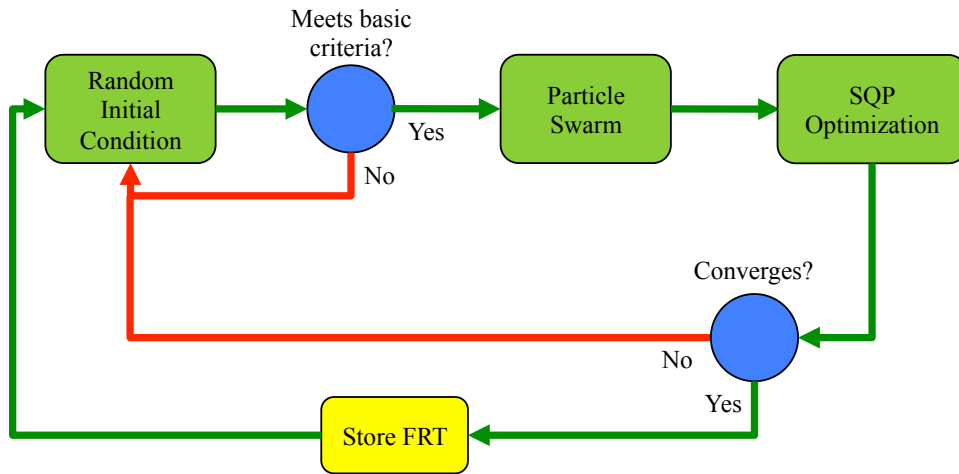 Meets basic
criteria?
Random
Initial
Condition
Yes
No
Particle
Swarm
SQP
Optimization
Converges?
No
Yes
Store FRT